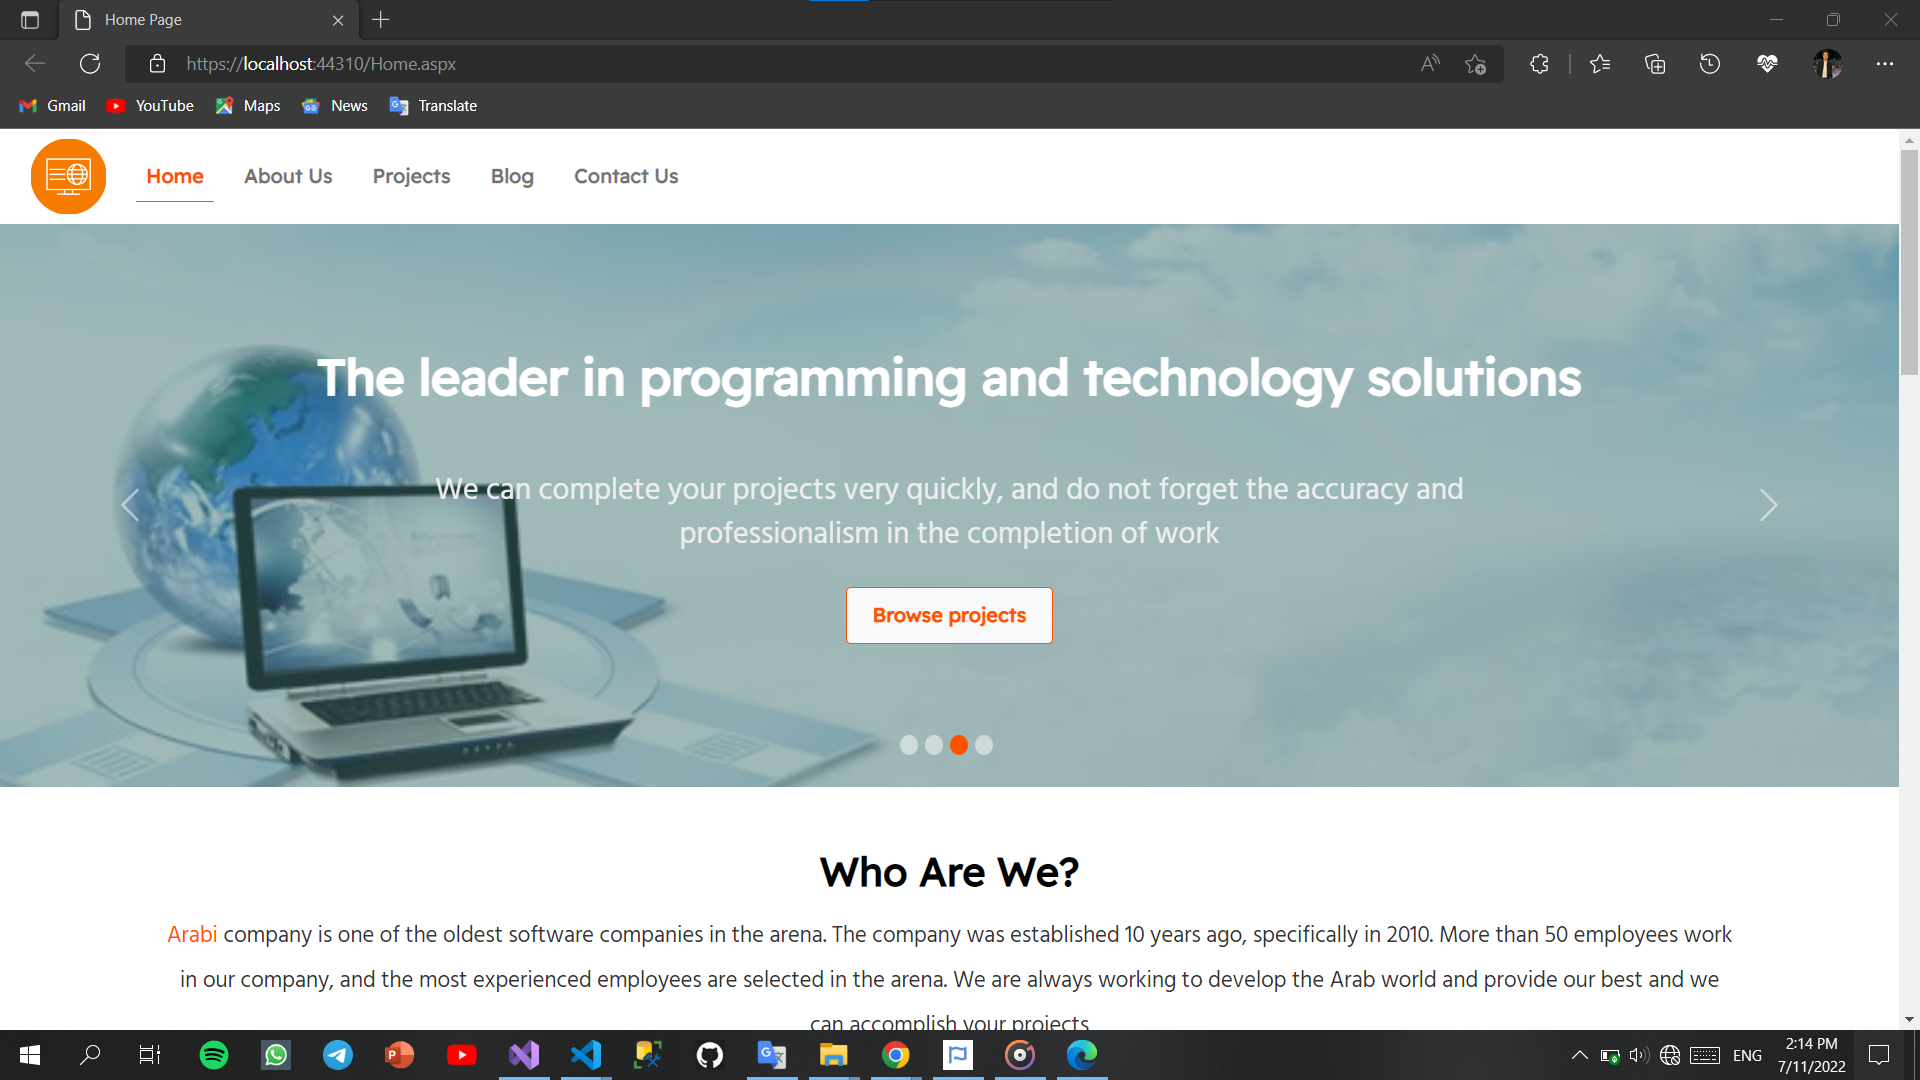 Home Page
https://localhost:44310/Home.aspx
Gmail YouTube Maps News Translate
Home About Us Projects Blog Contact Us
The leader in programming and technology solutions
We can complete your projects very quickly, and do not forget the accuracy and
professionalism in the completion of work
Browse projects
Who Are We?
Arabi company is one of the oldest software companies in the arena. The company was established 10 years ago, specifically in 2010. More than 50 employees work
in our company, and the most experienced employees are selected in the arena. We are always working to develop the Arab world and provide our best and we
can accomplish your projects
ENG
2:14 PM
7/11/2022